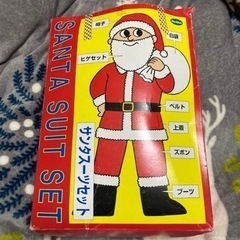 SANTA SUIT SET
帽子
白袋
ヒゲセット
ベルト
上着
ズボン
ブーツ
サンタスーツセット